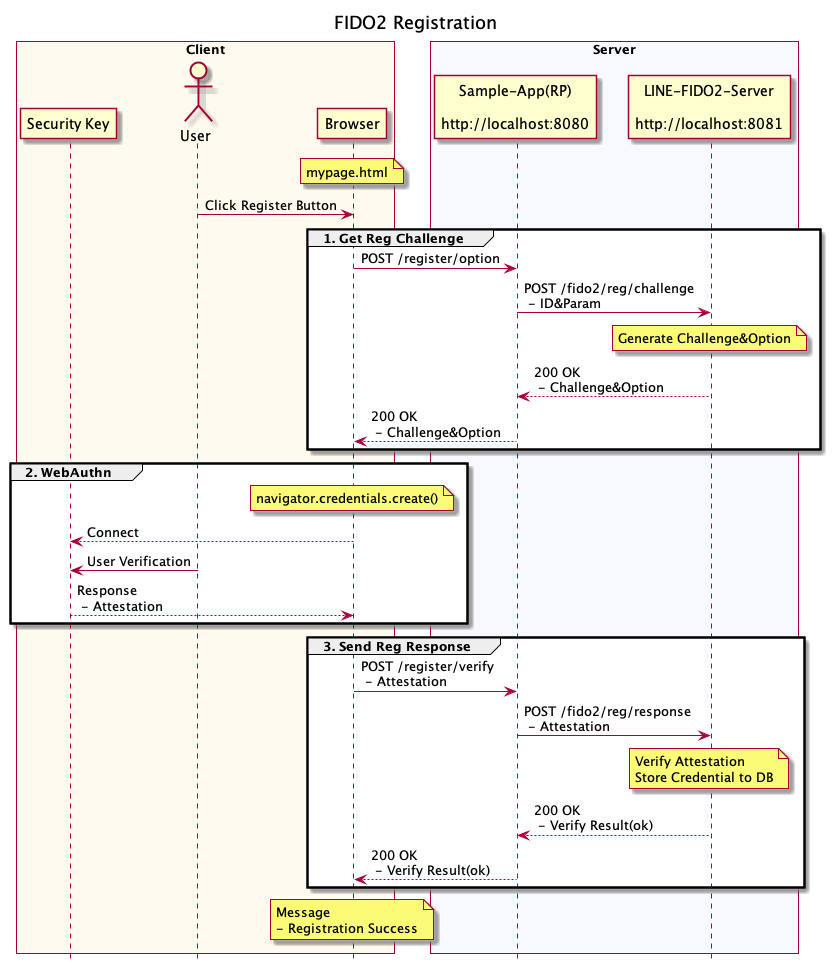 FIDO2 Registration
Client
Server
Security Key
User
Browser
Sample-App(RP)
http://localhost:8080
LINE-FIDO2-Server
http://localhost:8081
mypage.html
Click Register Button
1. Get Reg Challenge
POST /register/option
POST /fido2/reg/challenge
- ID&Param
Generate Challenge&Option
200 OK
- Challenge&Option
200 OK
- Challenge&Option
2. WebAuthn
navigator.credentials.create()
Connect
User Verification
Response
- Attestation
3. Send Reg Response
POST /register/verify
- Attestation
POST /fido2/reg/response
- Attestation
Verify Attestation
Store Credential to DB
200 OK
- Verify Result(ok)
200 OK
- Verify Result(ok)
Message
- Registration Success